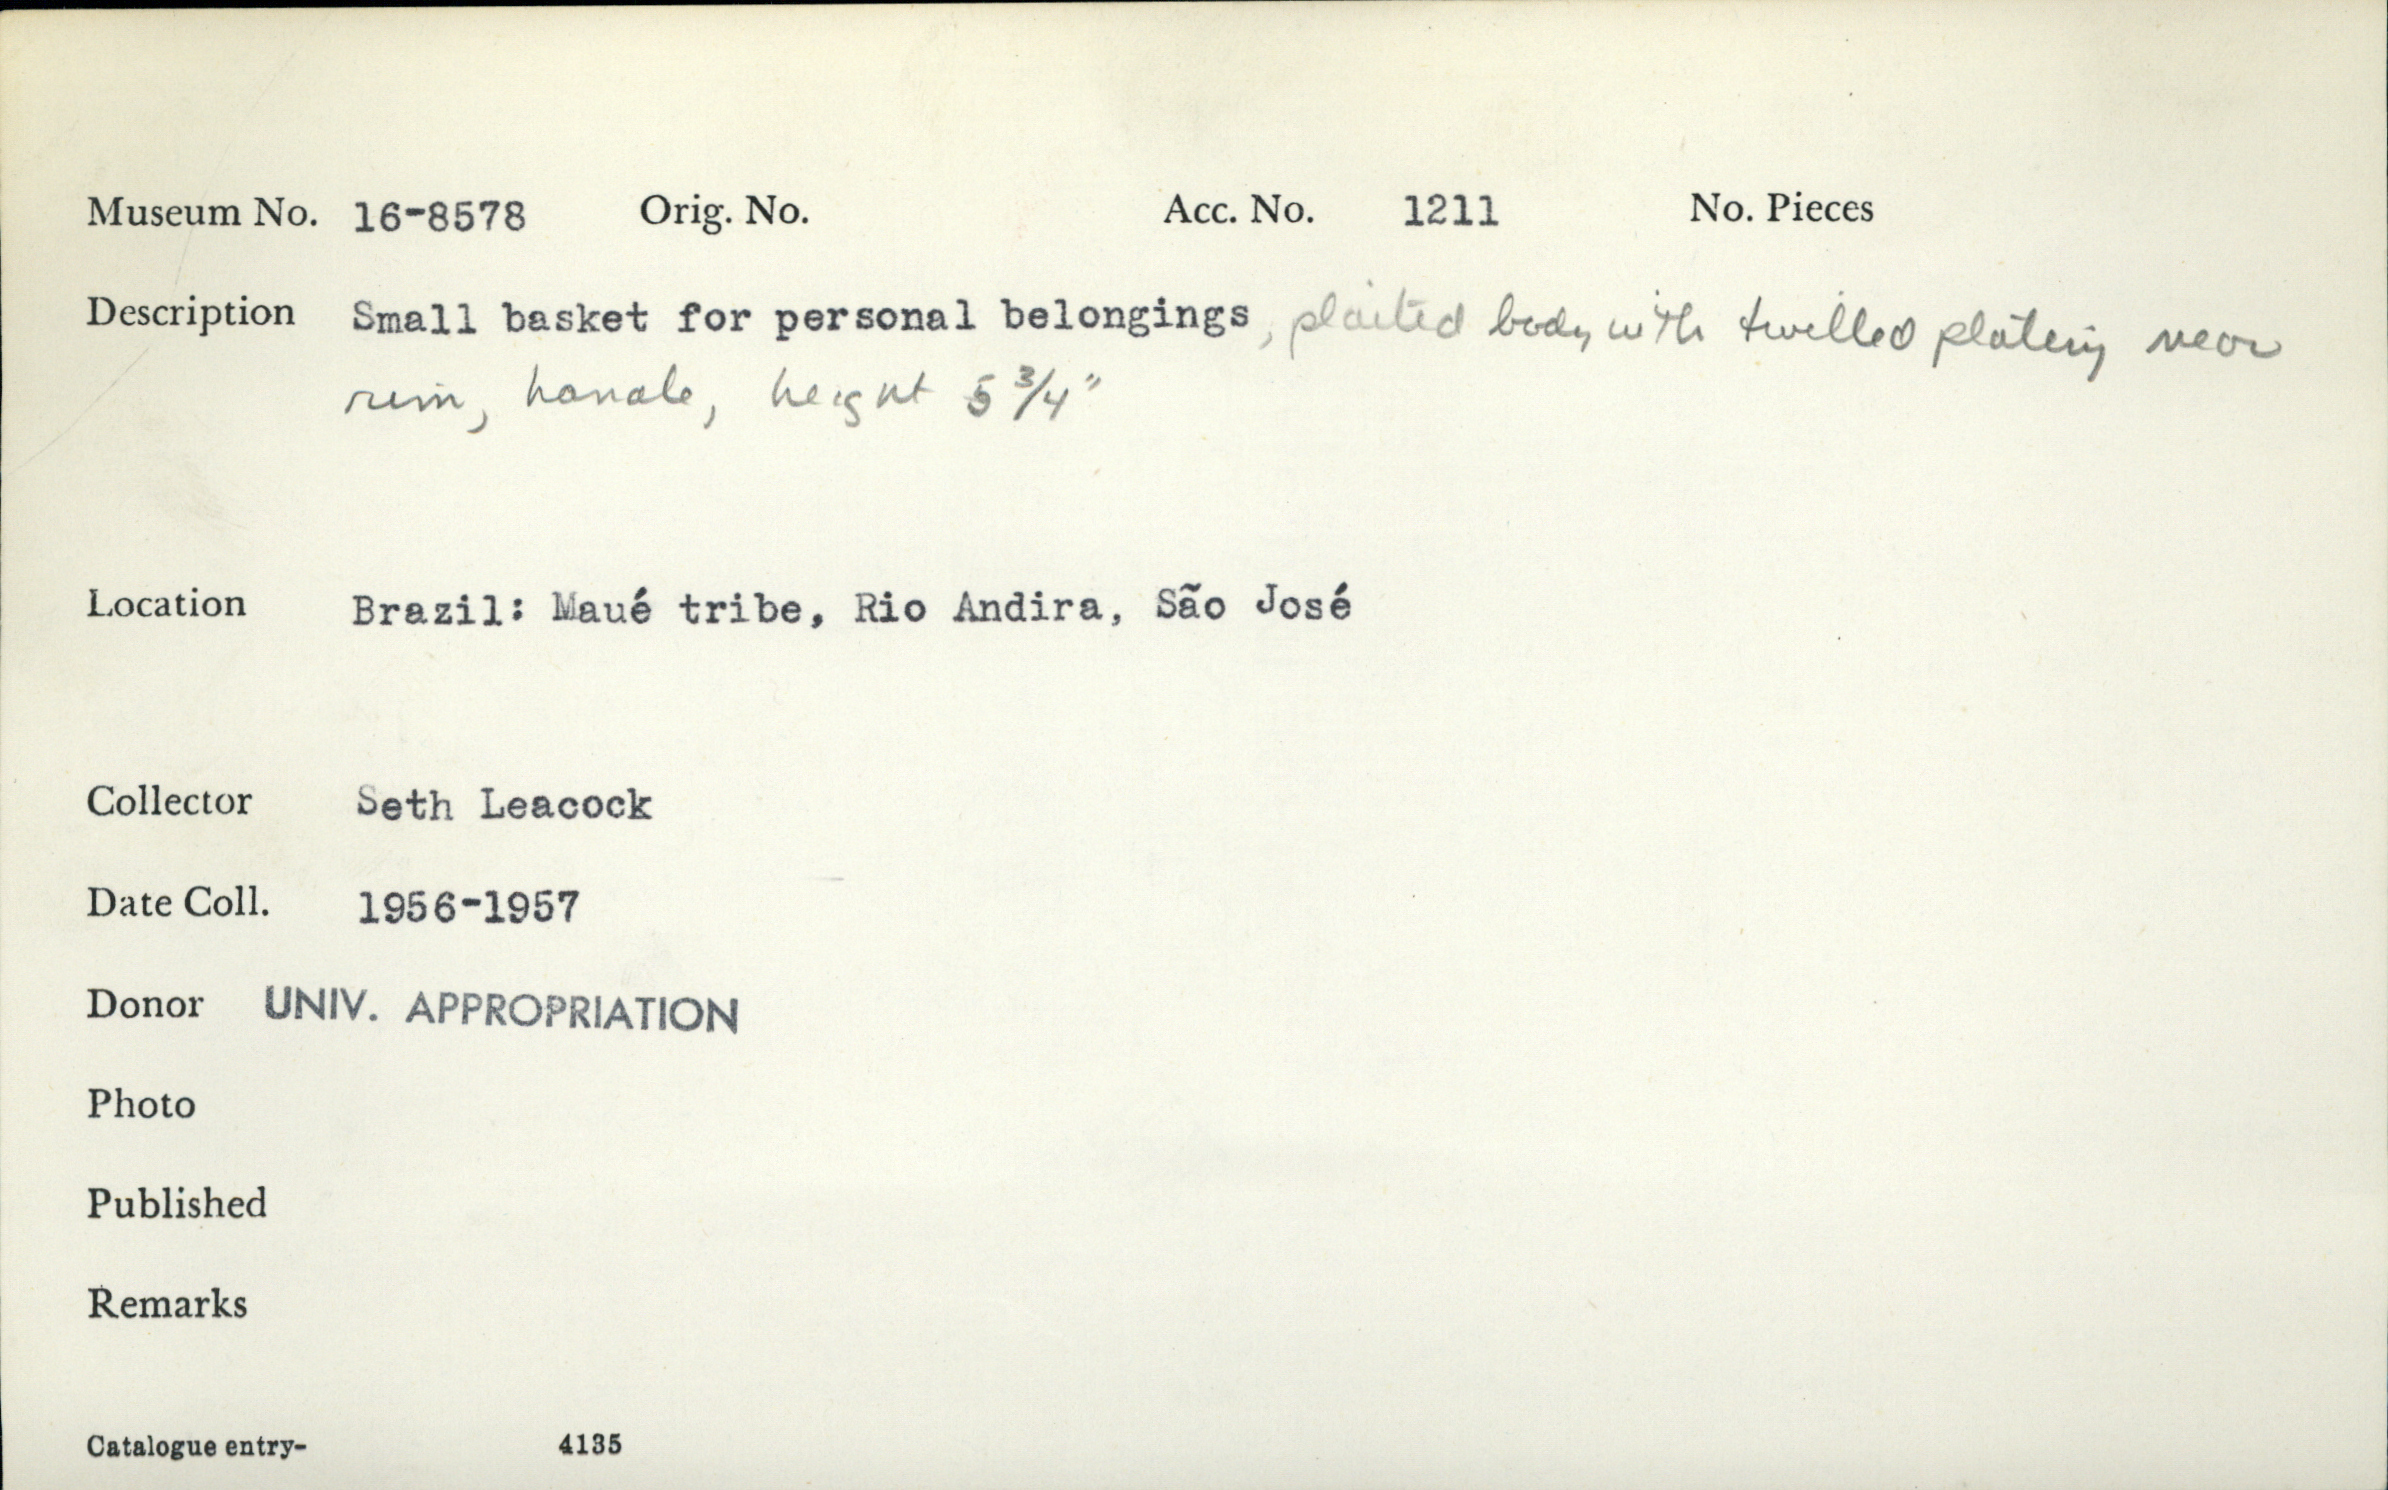 Museum No. 16-8578 Orig. No. Acc. No. 1211 No. Pieces
Description Small basket for personal belongings, plaited body with twilled plating near
rim, handle, height 5 3/4"
Location Brazil: Maué tribe, Rio Andira, São José
Collector Seth Leacock
Date Coll. 1956-1957
Donor UNIV. APPROPRIATION
Photo
Published
Remarks
Catalogue entry- 4135